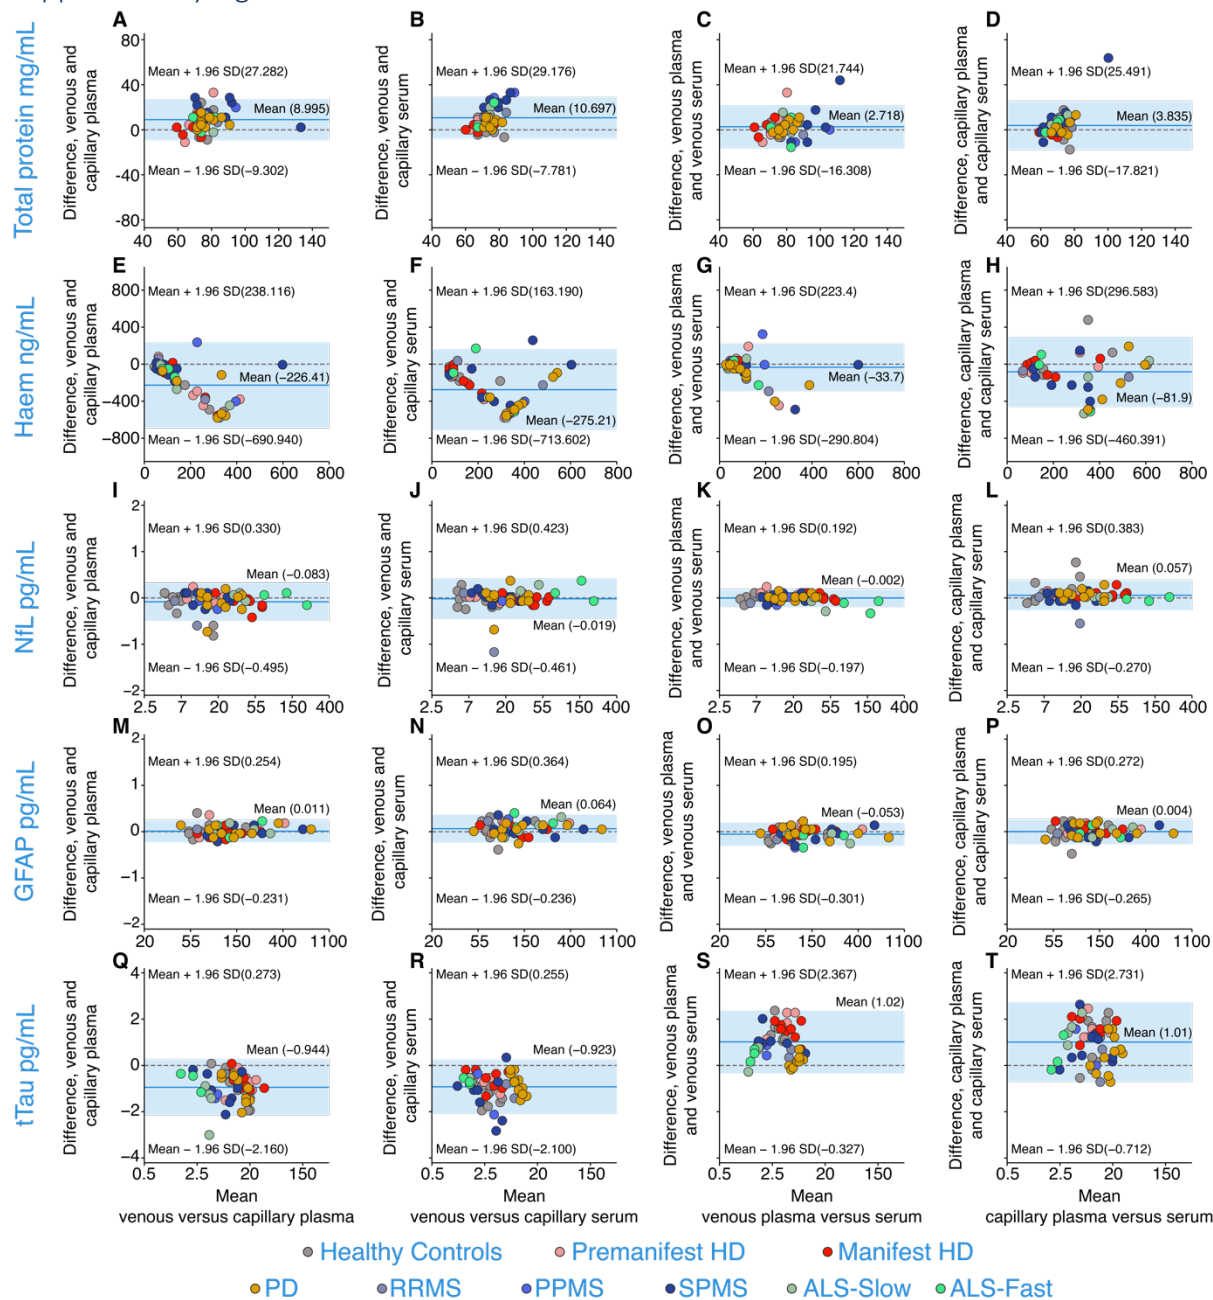 A
B
C
D
Total protein mg/mL
Difference, venous and
capillary plasma
80
40
0
-40
-80
Mean + 1.96 SD(27.282)
Mean (8.995)
Mean − 1.96 SD(−9.302)
40 60 80 100 120 140
Difference, venous and
capillary serum
Mean + 1.96 SD(29.176)
Mean (10.697)
Mean − 1.96 SD(−7.781)
40 60 80 100 120 140
Difference, venous plasma
and venous serum
Mean + 1.96 SD(21.744)
Mean (2.718)
Mean − 1.96 SD(−16.308)
40 60 80 100 120 140
Difference, capillary plasma
and capillary serum
Mean + 1.96 SD(25.491)
Mean (3.835)
Mean − 1.96 SD(−17.821)
40 60 80 100 120 140
E
F
G
H
Haem ng/mL
Difference, venous and
capillary plasma
800
400
0
−400
−800
Mean + 1.96 SD(238.116)
Mean (−226.41)
Mean − 1.96 SD(−690.940)
0 200 400 600 800
Difference, venous and
capillary serum
Mean + 1.96 SD(163.190)
Mean (−275.21)
Mean − 1.96 SD(−713.602)
0 200 400 600 800
Difference, venous plasma
and venous serum
Mean + 1.96 SD(223.4)
Mean (−33.7)
Mean − 1.96 SD(−290.804)
0 200 400 600 800
Difference, capillary plasma
and capillary serum
Mean + 1.96 SD(296.583)
Mean (−81.9)
Mean − 1.96 SD(−460.391)
0 200 400 600 800
I
J
K
L
NfL pg/mL
Difference, venous and
capillary plasma
2
1
0
−1
−2
Mean + 1.96 SD(0.330)
Mean (−0.083)
Mean − 1.96 SD(−0.495)
2.5 7 20 55 150 400
Difference, venous and
capillary serum
Mean + 1.96 SD(0.423)
Mean (−0.019)
Mean − 1.96 SD(−0.461)
2.5 7 20 55 150 400
Difference, venous plasma
and venous serum
Mean + 1.96 SD(0.192)
Mean (−0.002)
Mean − 1.96 SD(−0.197)
2.5 7 20 55 150 400
Difference, capillary plasma
and capillary serum
Mean + 1.96 SD(0.383)
Mean (0.057)
Mean − 1.96 SD(−0.270)
2.5 7 20 55 150 400
M
N
O
P
GFAP pg/mL
Difference, venous and
capillary plasma
2
1
0
−1
−2
Mean + 1.96 SD(0.254)
Mean (0.011)
Mean − 1.96 SD(−0.231)
20 55 150 400 1100
Difference, venous and
capillary serum
Mean + 1.96 SD(0.364)
Mean (0.064)
Mean − 1.96 SD(−0.236)
20 55 150 400 1100
Difference, venous plasma
and venous serum
Mean + 1.96 SD(0.195)
Mean (−0.053)
Mean − 1.96 SD(−0.301)
20 55 150 400 1100
Difference, capillary plasma
and capillary serum
Mean + 1.96 SD(0.272)
Mean (0.004)
Mean − 1.96 SD(−0.265)
20 55 150 400 1100
Q
R
S
T
tTau pg/mL
Difference, venous and
capillary plasma
4
2
0
−2
−4
Mean + 1.96 SD(0.273)
Mean (−0.944)
Mean − 1.96 SD(−2.160)
0.5 2.5 20 150
Mean
venous versus capillary plasma
Difference, venous and
capillary serum
Mean + 1.96 SD(0.255)
Mean (−0.923)
Mean − 1.96 SD(−2.100)
0.5 2.5 20 150
Mean
venous versus capillary serum
Difference, venous plasma
and venous serum
Mean + 1.96 SD(2.367)
Mean (1.02)
Mean − 1.96 SD(−0.327)
0.5 2.5 20 150
Mean
venous plasma versus serum
Difference, capillary plasma
and capillary serum
Mean + 1.96 SD(2.731)
Mean (1.01)
Mean − 1.96 SD(−0.712)
0.5 2.5 20 150
Mean
capillary plasma versus serum
Healthy Controls Premanifest HD Manifest HD
PD RRMS PPMS SPMS ALS-Slow ALS-Fast